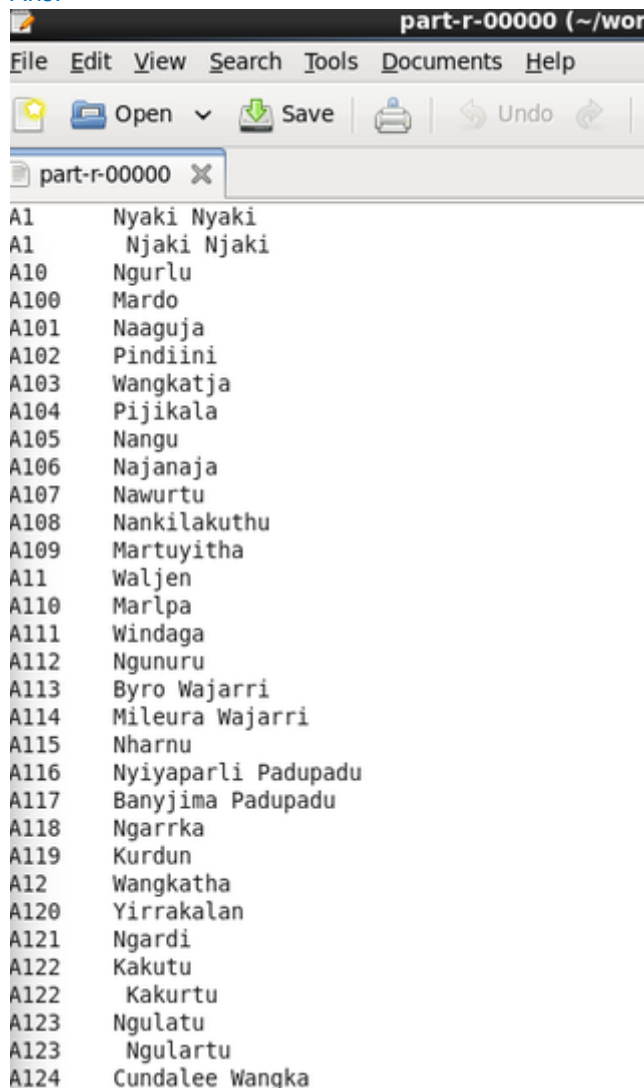 part-r-00000 (~/wor
File Edit View Search Tools Documents Help
Open Save Undo
part-r-00000
A1 Nyaki Nyaki
A1 Njaki Njaki
A10 Ngurlu
A100 Mardo
A101 Naaguja
A102 Pindiini
A103 Wangkatja
A104 Pijikala
A105 Nangu
A106 Najanaja
A107 Nawurtu
A108 Nankilakuthu
A109 Martuyitha
A11 Waljen
A110 Marlpa
A111 Windaga
A112 Ngunuru
A113 Byro Wajarri
A114 Mileura Wajarri
A115 Nharnu
A116 Nyiyaparli Padupadu
A117 Banyjima Padupadu
A118 Ngarrka
A119 Kurdun
A12 Wangkatha
A120 Yirrakalan
A121 Ngardi
A122 Kakutu
A122 Kakurtu
A123 Ngulatu
A123 Ngulartu
A124 Cundalee Wangka